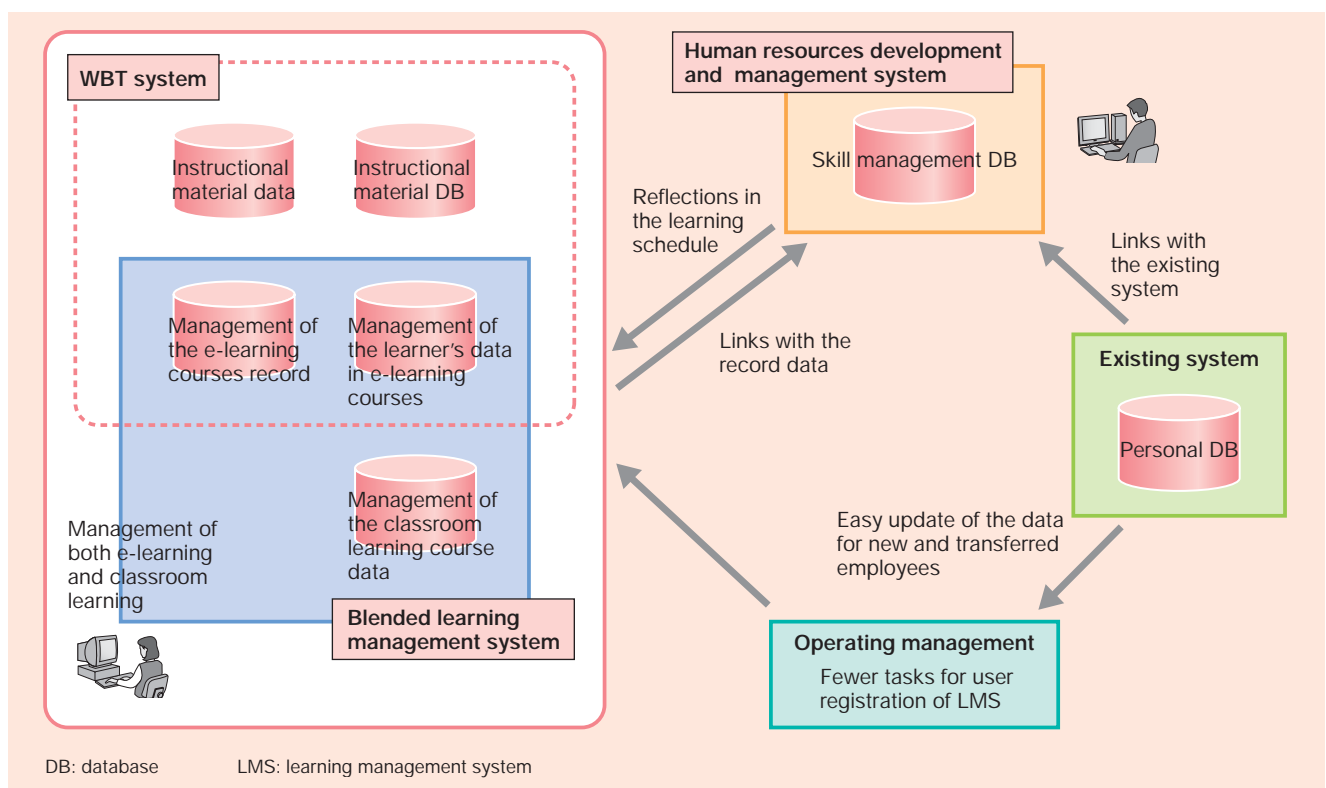 WBT system
Instructional
material data
Instructional
material DB
Management of
the e-learning
courses record
Management of
the learner's data
in e-learning
courses
Management of
the classroom
learning course
data
Management of
both e-learning
and classroom
learning
Blended learning
management system
Human resources development
and management system
Skill management DB
Reflections in
the learning
schedule
Links with the
record data
Links with
the existing
system
Existing system
Personal DB
Easy update of the data
for new and transferred
employees
Operating management
Fewer tasks for user
registration of LMS
DB: database
LMS: learning management system